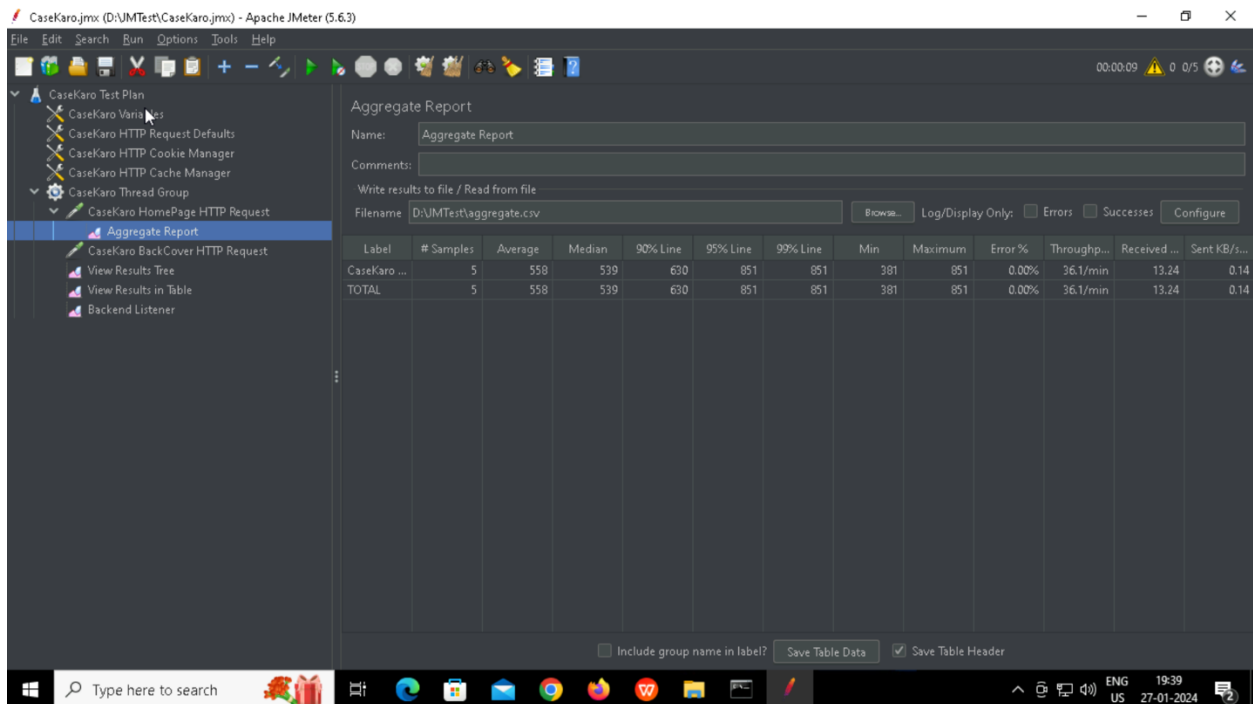 CaseKaro.jmx (D:\JMTest\CaseKaro.jmx) - Apache JMeter (5.6.3)
File Edit Search Run Options Tools Help
00:00:09 0 0/5
CaseKaro Test Plan
CaseKaro HTTP Request Defaults
CaseKaro HTTP Cookie Manager
CaseKaro HTTP Cache Manager
CaseKaro Thread Group
CaseKaro HomePage HTTP Request
Aggregate Report
CaseKaro BackCover HTTP Request
View Results Tree
View Results in Table
Backend Listener
Aggregate Report
Name: Aggregate Report
Comments:
Write results to file / Read from file
Filename D:\JMTest\aggregate.csv Browse... Log/Display Only: Errors Successes Configure
Label # Samples Average Median 90% Line 95% Line 99% Line Min Maximum Error % Throughp... Received ... Sent KB/s...
CaseKaro ... 5 558 539 630 851 851 381 851 0.00% 36.1/min 13.24 0.14
TOTAL 5 558 539 630 851 851 381 851 0.00% 36.1/min 13.24 0.14
Include group name in label? Save Table Data Save Table Header
Type here to search
ENG
US
19:39
27-01-2024
2